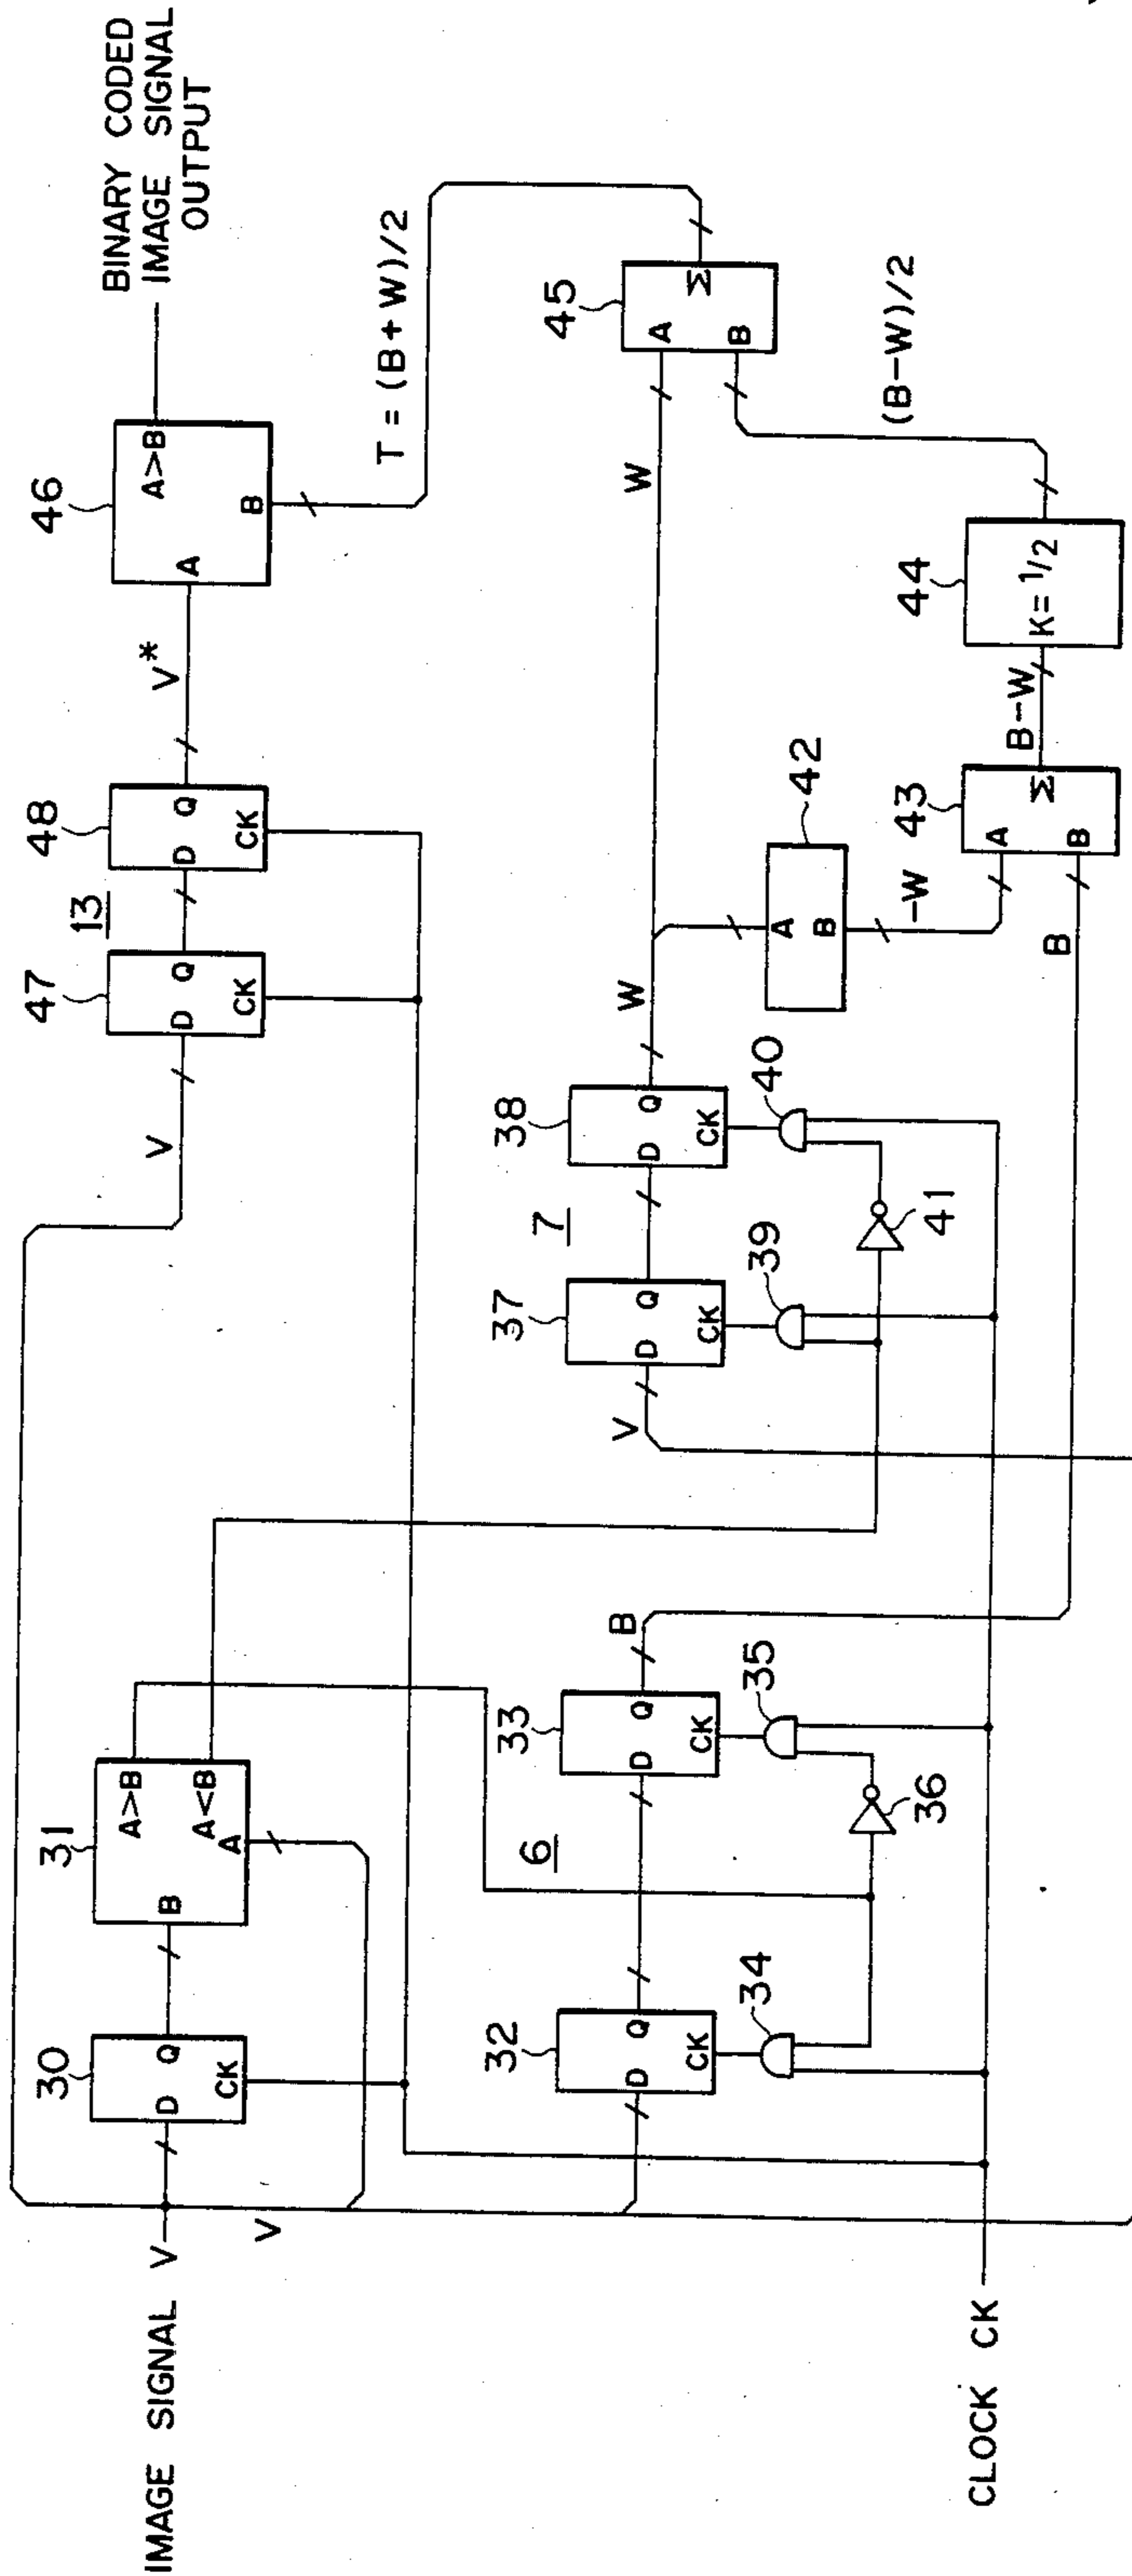 BINARY CODED
IMAGE SIGNAL
OUTPUT
46
A>B
A
B
V*
T = (B+W)/2
48
D Q
CK
13
47
D Q
CK
V
45
A
Σ
B
W
(B-W)/2
44
K= 1/2
B-W
43
A
Σ
B
42
A
B
-W
B
W
38
D Q
CK
40
7
41
37
D Q
CK
39
V
31
A>B
A<B
A
B
30
D Q
CK
33
D Q
CK
B
35
6
36
32
D Q
CK
34
IMAGE SIGNAL V
V
CLOCK CK